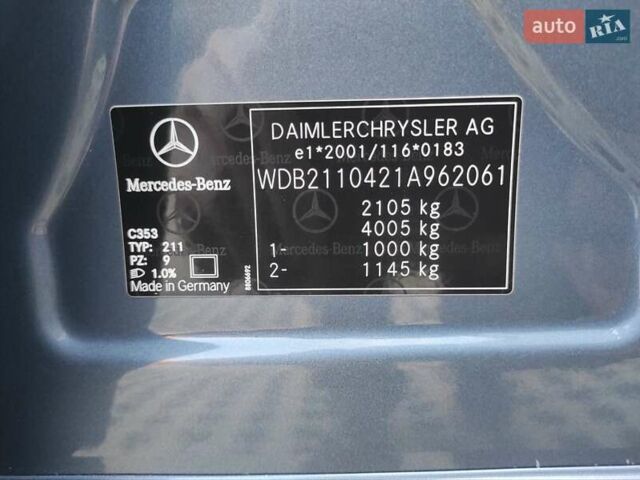 auto RIA.com
DAIMLERCHRYSLER AG
e1*2001/116*0183
WDB2110421A962061
2105 kg
4005 kg
1- 1000 kg
2- 1145 kg
Mercedes-Benz
C353
TYP: 211
PZ: 9
1.0%
Made in Germany